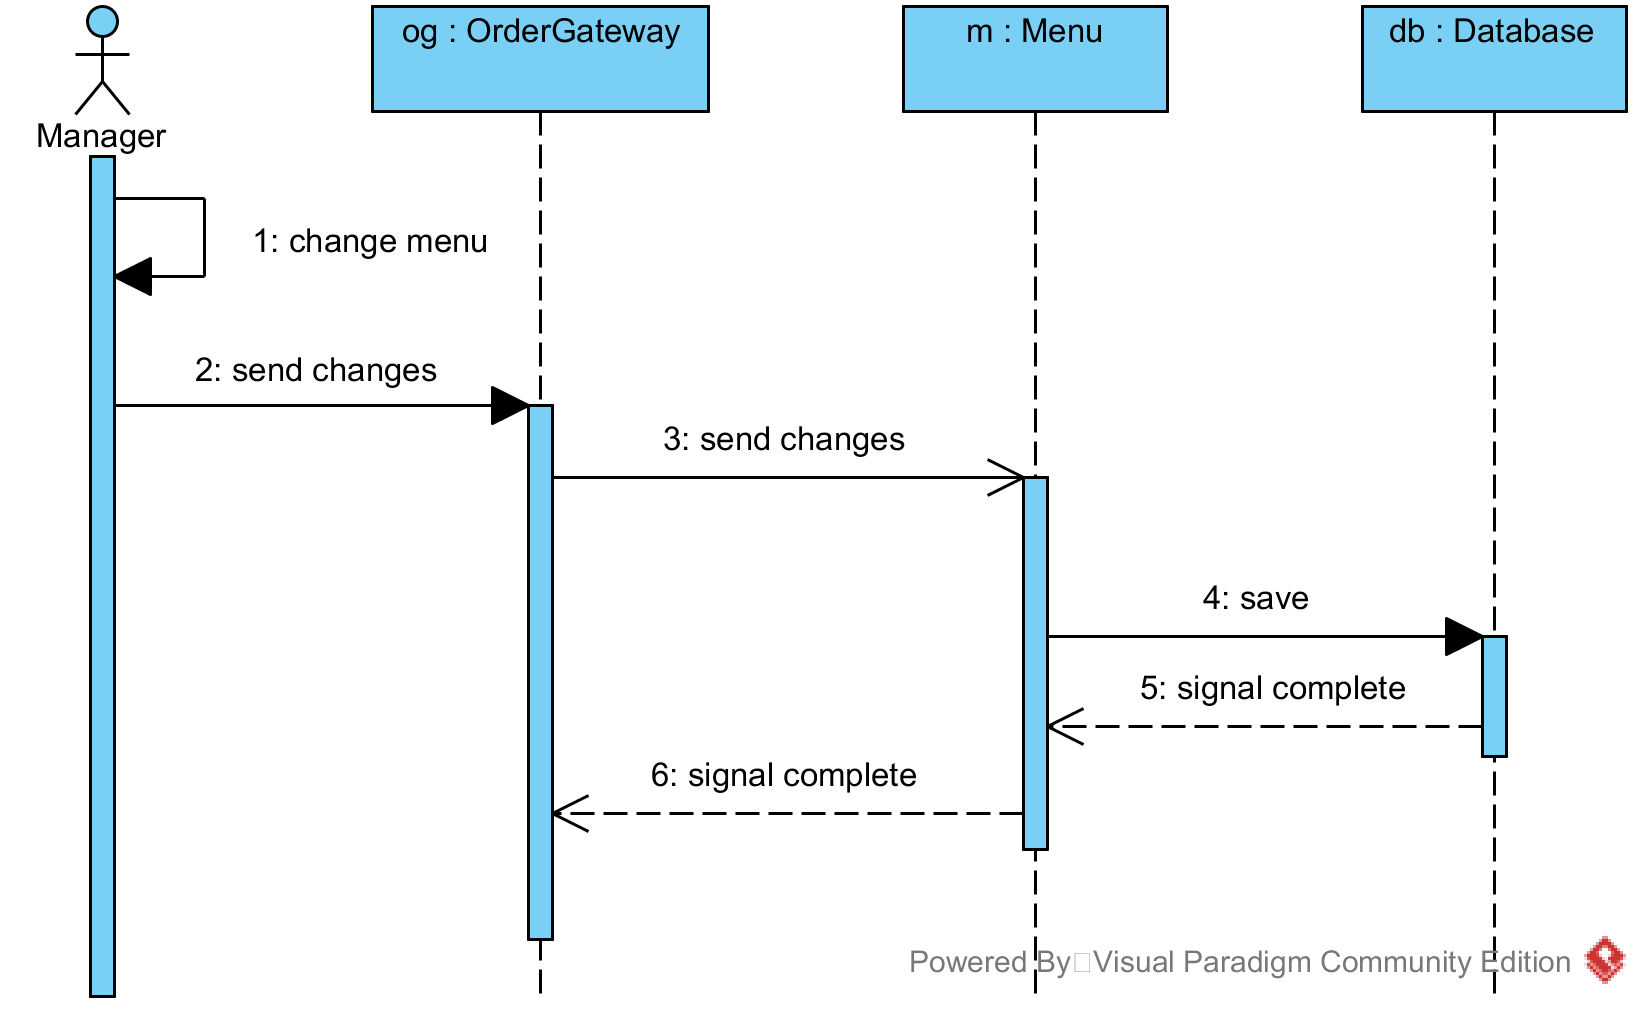 og : OrderGateway
m : Menu
db : Database
Manager
1: change menu
2: send changes
3: send changes
4: save
5: signal complete
6: signal complete
Powered By Visual Paradigm Community Edition